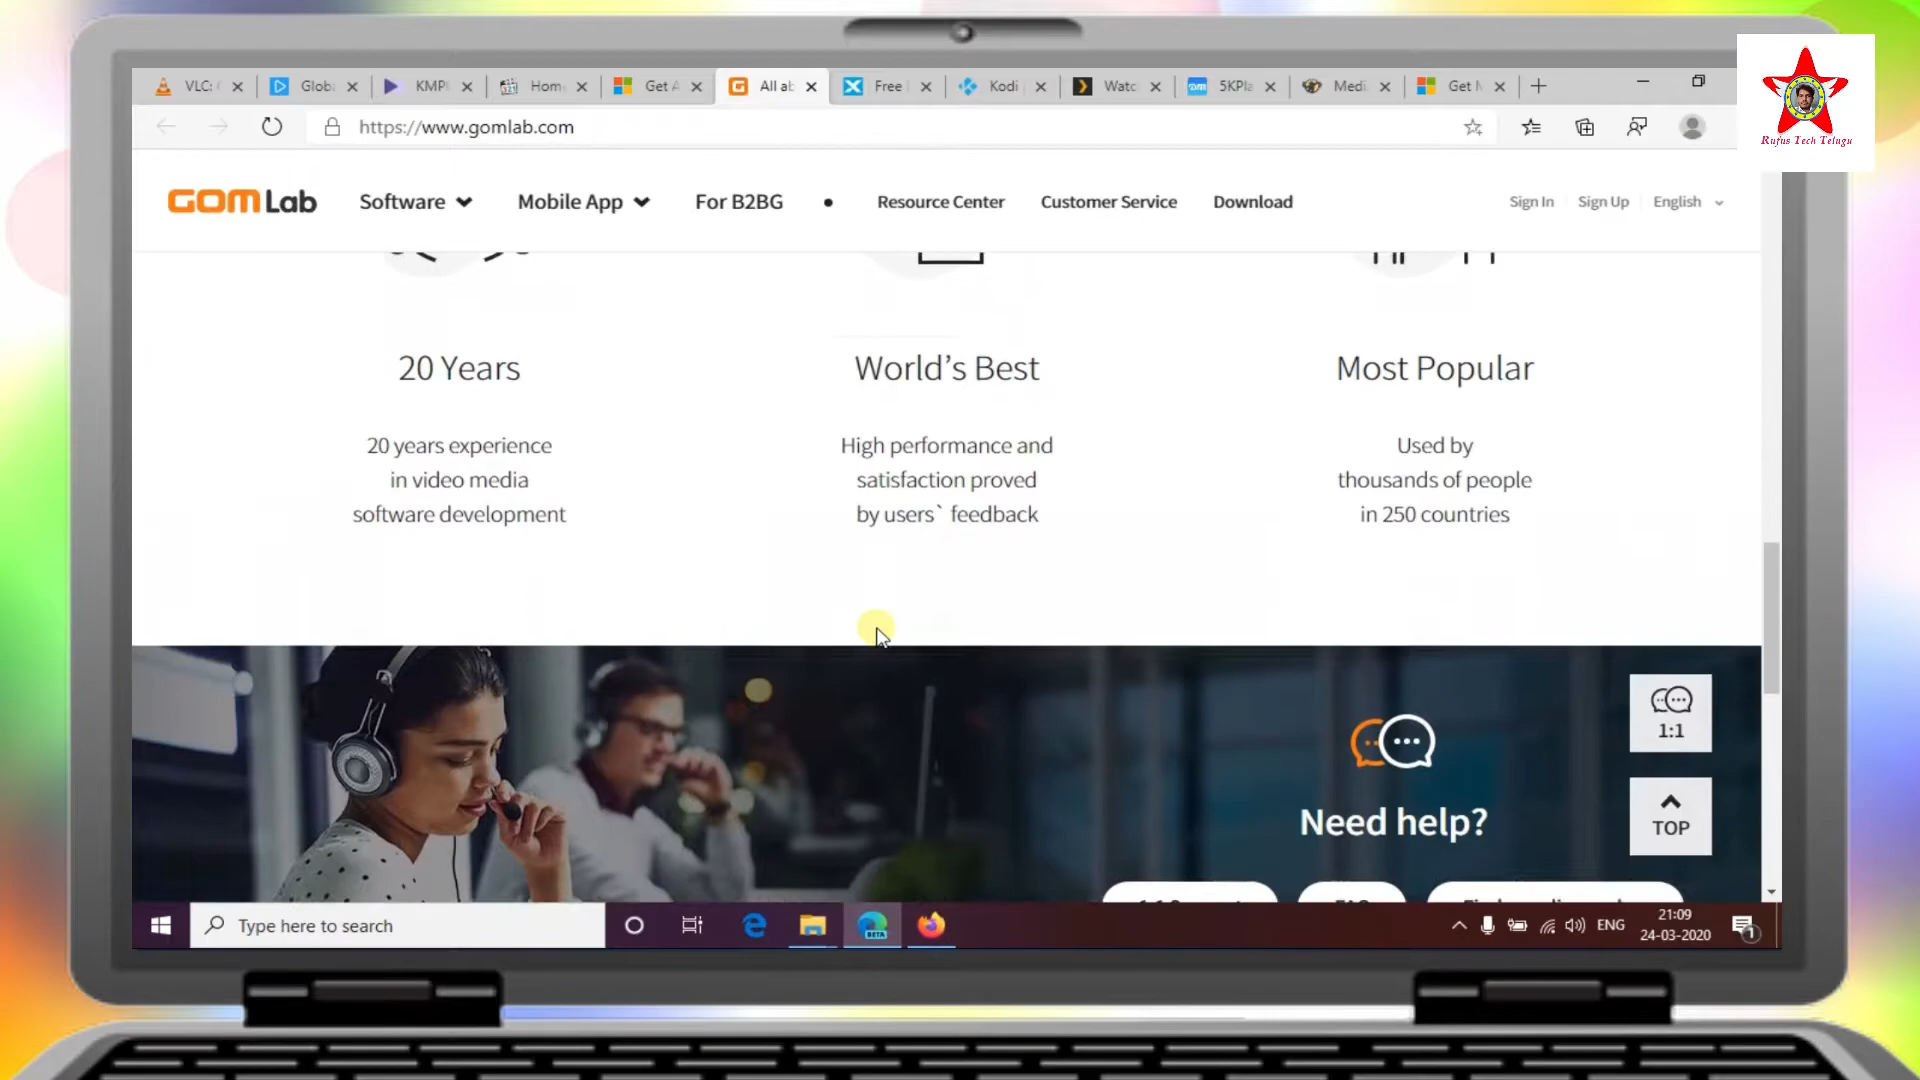 VLC:
Glob
KMP
Hom
Get A
All ab
Free
Kodi
Watc
5KPla
Medi
Get M
https://www.gomlab.com
Rufus Tech Telugu
GOM Lab
Software
Mobile App
For B2BG
Resource Center
Customer Service
Download
Sign In
Sign Up
English
20 Years
World's Best
Most Popular
20 years experience
in video media
software development
High performance and
satisfaction proved
by users` feedback
Used by
thousands of people
in 250 countries
1:1
Need help?
TOP
Type here to search
BETA
ENG
21:09
24-03-2020
1